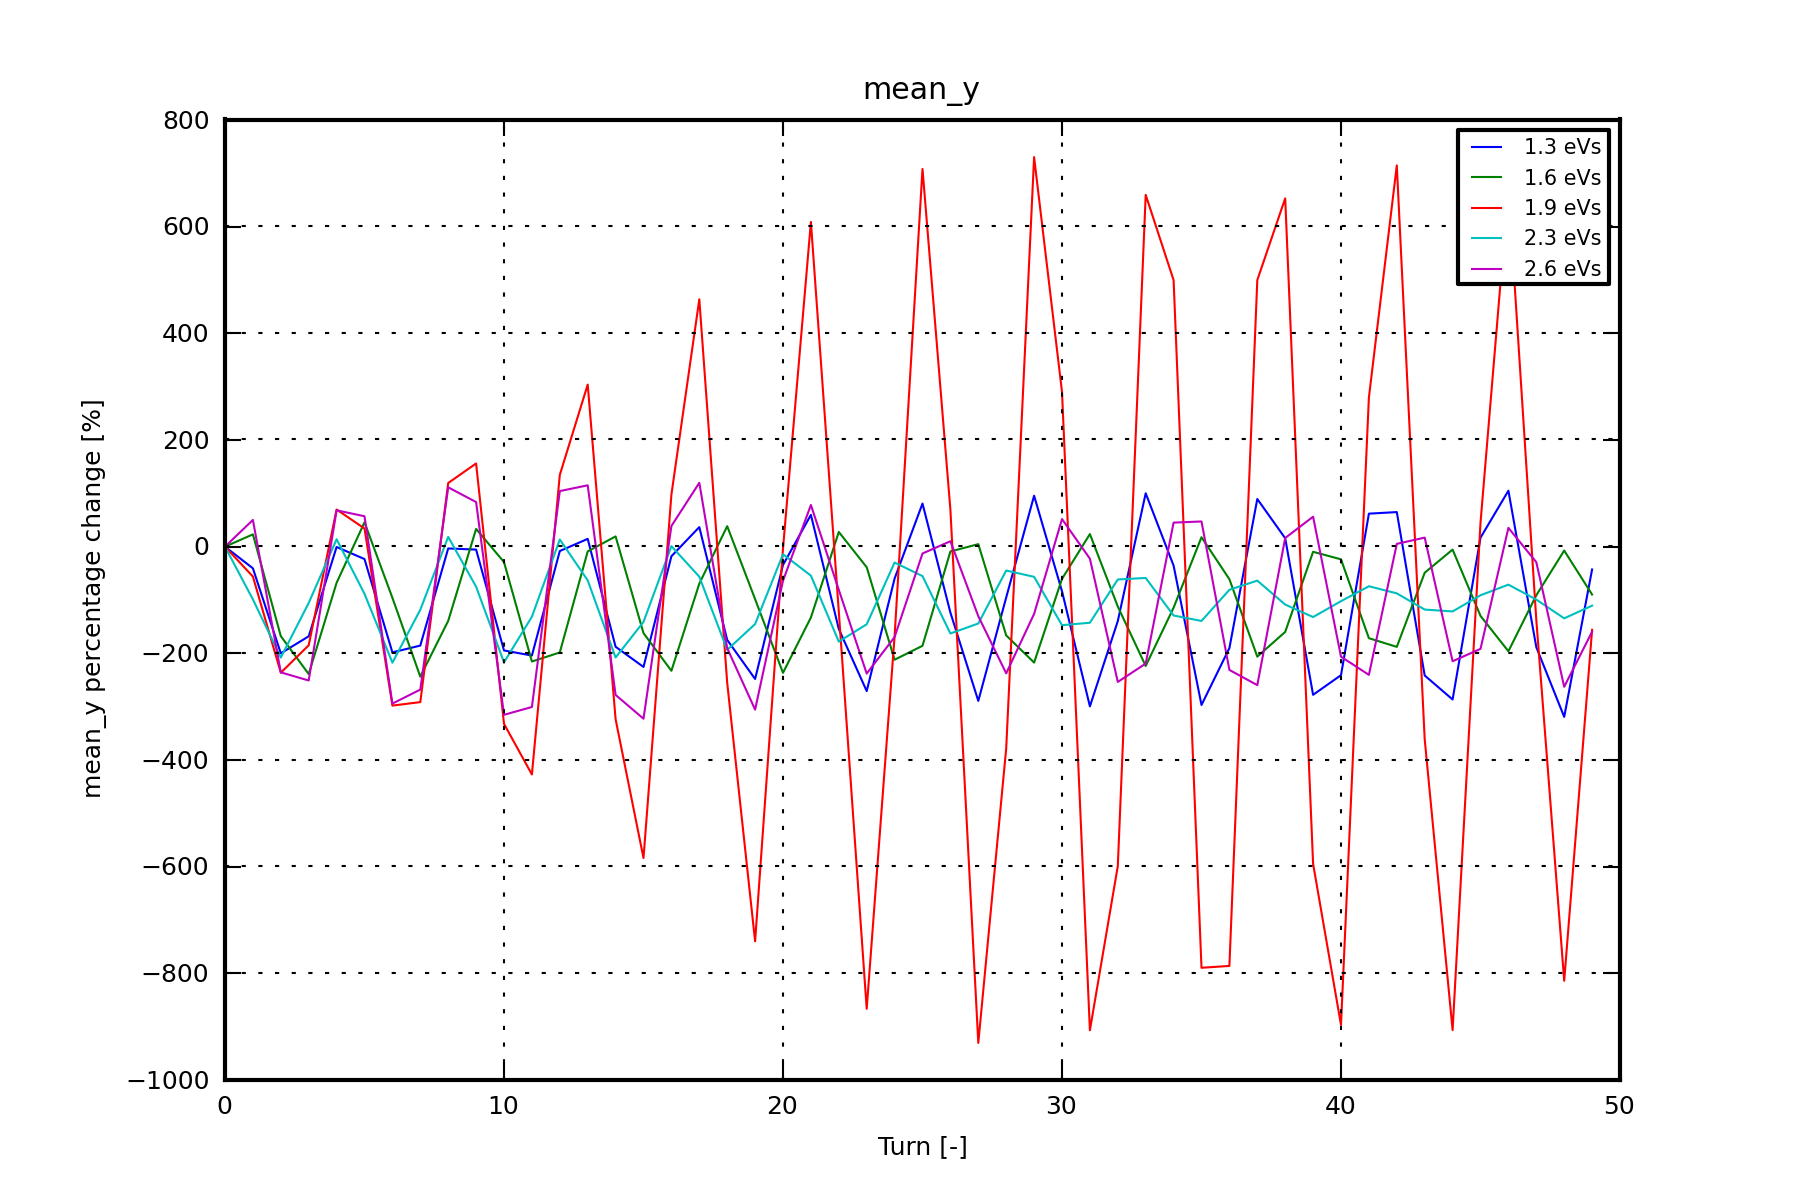 mean_y
800
600
400
200
0
−200
−400
−600
−800
−1000
mean_y percentage change [%]
1.3 eVs
1.6 eVs
1.9 eVs
2.3 eVs
2.6 eVs
0 10 20 30 40 50
Turn [-]